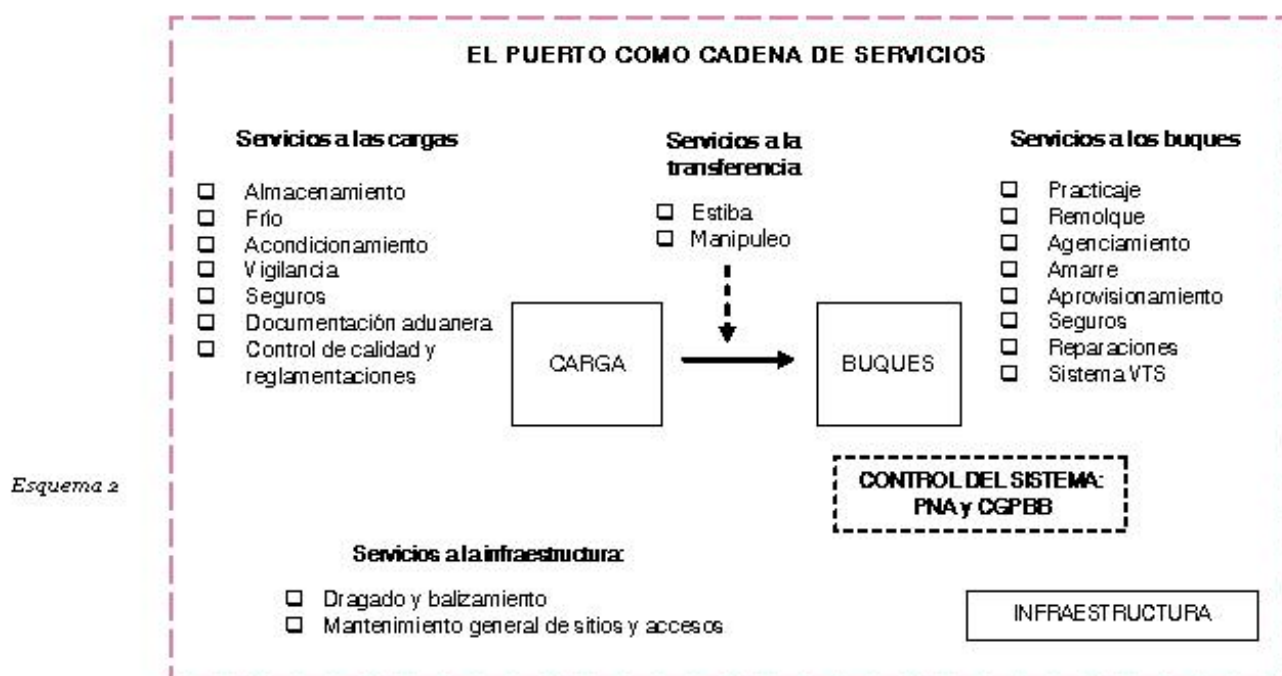 EL PUERTO COMO CADENA DE SERVICIOS
Servicios a las cargas
Almacenamiento
Frío
Acondicionamiento
Vigilancia
Seguros
Documentación aduanera
Control de calidad y
reglamentaciones
Servicios a la
transferencia
Estiba
Manipuleo
Servicios a los buques
Practicaje
Remolque
Agenciamiento
Amarre
Aprovisionamiento
Seguros
Reparaciones
Sistema VTS
CARGA
BUQUES
Esquema 2
CONTROL DEL SISTEMA:
PNA y CGPBB
Servicios a la infraestructura:
Dragado y balizamiento
Mantenimiento general de sitios y accesos
INFRAESTRUCTURA